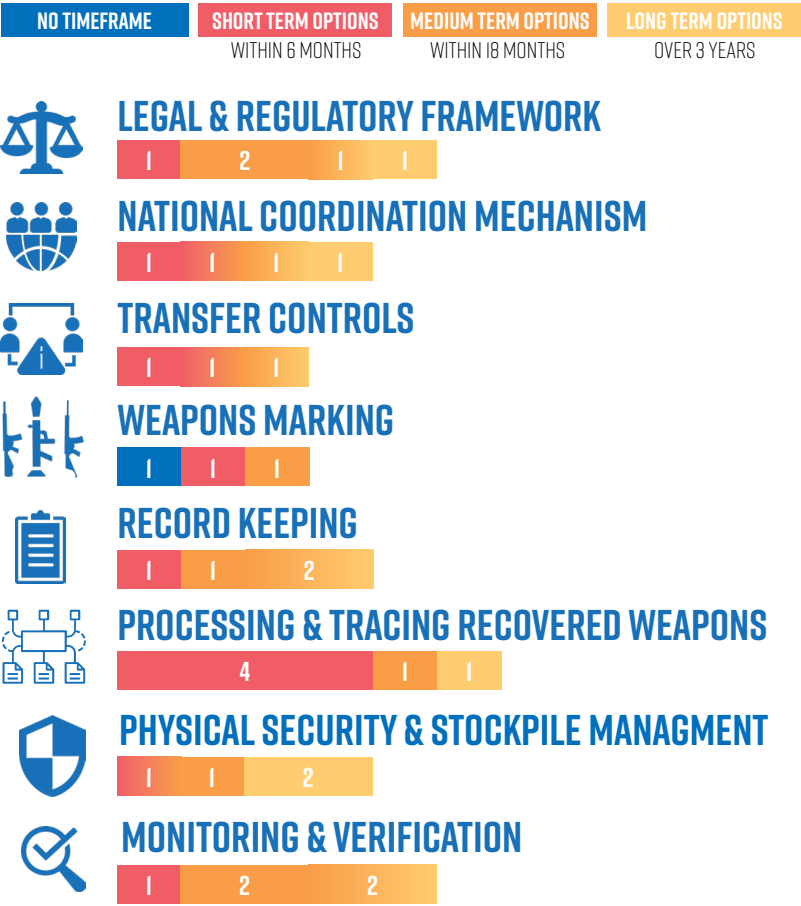 NO TIMEFRAME SHORT TERM OPTIONS MEDIUM TERM OPTIONS LONG TERM OPTIONS
WITHIN 6 MONTHS WITHIN 18 MONTHS OVER 3 YEARS
LEGAL & REGULATORY FRAMEWORK
1 2 1 1
NATIONAL COORDINATION MECHANISM
1 1 1 1
TRANSFER CONTROLS
1 1 1
WEAPONS MARKING
1 1 1
RECORD KEEPING
1 1 2
PROCESSING & TRACING RECOVERED WEAPONS
4 1 1
PHYSICAL SECURITY & STOCKPILE MANAGMENT
1 1 2
MONITORING & VERIFICATION
1 2 2